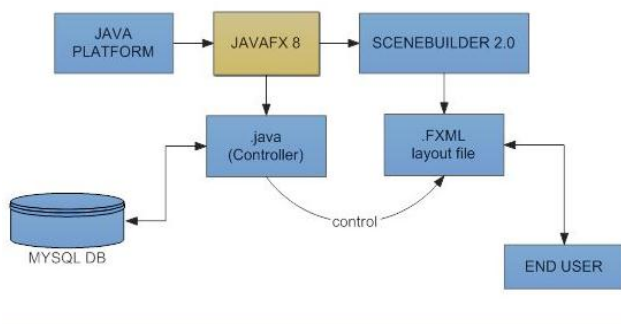 JAVA
PLATFORM
JAVAFX 8
SCENEBUILDER 2.0
.java
(Controller)
.FXML
layout file
control
MYSQL DB
END USER